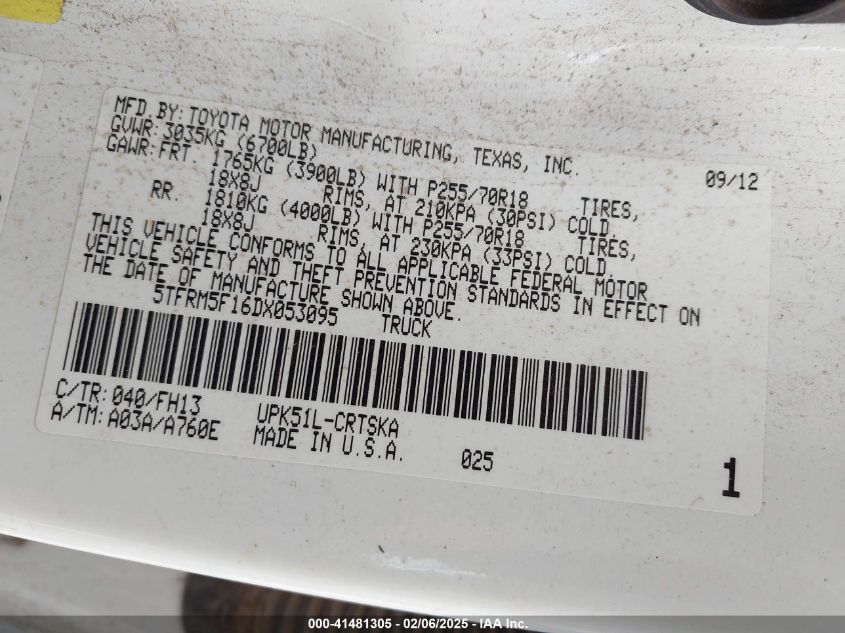 MFD. BY: TOYOTA MOTOR MANUFACTURING, TEXAS, INC. 09/12
GVWR: 3035KG (6700LB)
GAWR: FRT. 1765KG (3900LB) WITH P255/70R18 TIRES,
18X8J RIMS, AT 210KPA (30PSI) COLD.
RR. 1810KG (4000LB) WITH P255/70R18 TIRES,
18X8J RIMS, AT 230KPA (33PSI) COLD.
THIS VEHICLE CONFORMS TO ALL APPLICABLE FEDERAL MOTOR
VEHICLE SAFETY AND THEFT PREVENTION STANDARDS IN EFFECT ON
THE DATE OF MANUFACTURE SHOWN ABOVE.
5TFRM5F16DX053095 TRUCK
C/TR: 040/FH13 UPK51L-CRTSKA
A/TM: A03A/A760E MADE IN U.S.A. 025
1
000-41481305 - 02/06/2025 - IAA Inc.